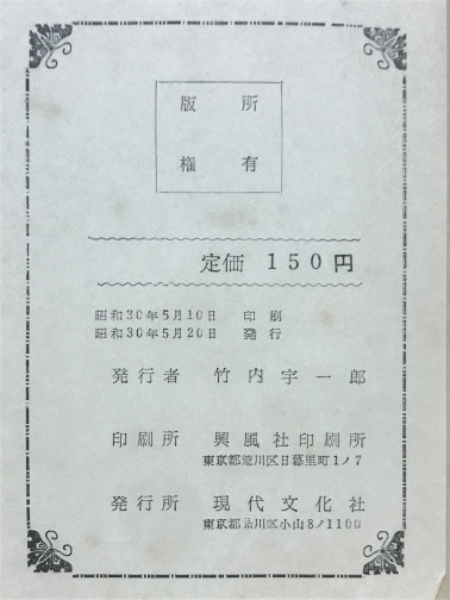 版権
所有
定価 150円
昭和30年5月10日 印刷
昭和30年5月20日 発行
発行者 竹内宇一郎
印刷所 興風社印刷所
東京都荒川区日暮里町1ノ7
発行所 現代文化社
東京都品川区小山8ノ1100